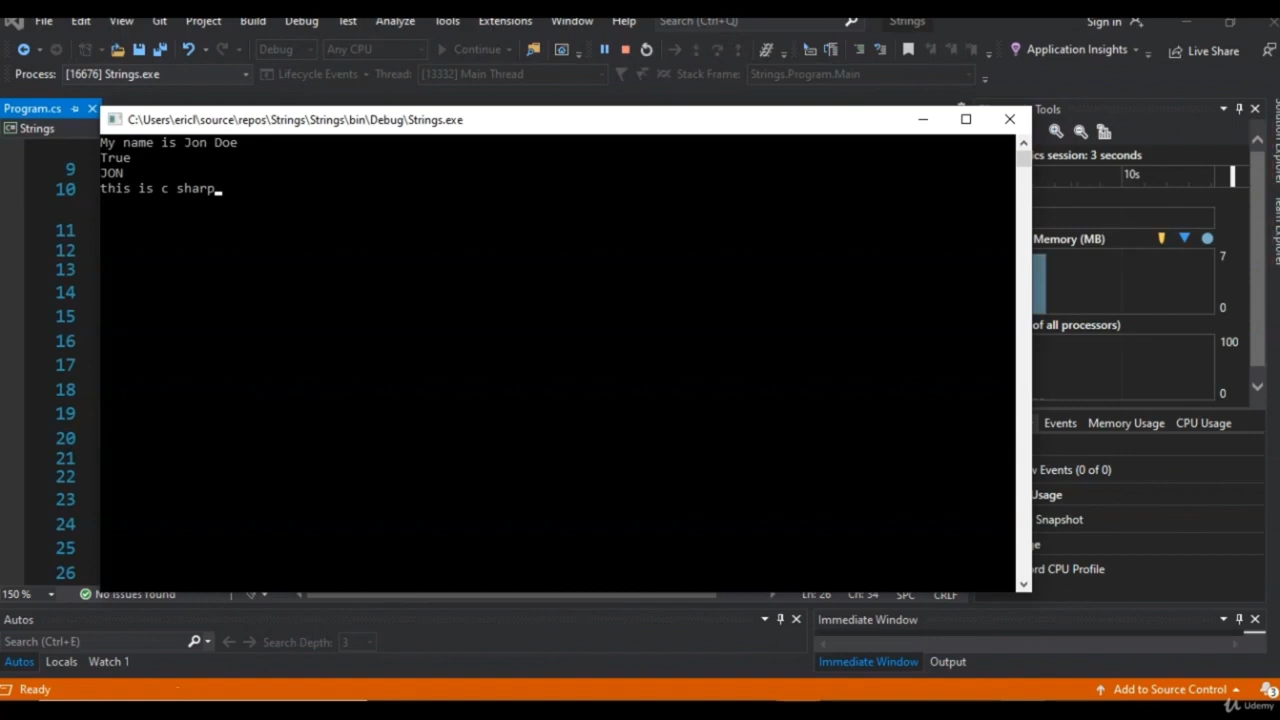 File Edit View Git Project Build Debug Test Analyze Tools Extensions Window Help Search (Ctrl+Q) Strings Sign in
Debug Any CPU Continue Application Insights Live Share
Process: [16676] Strings.exe Lifecycle Events Thread: [13332] Main Thread Stack Frame: Strings.Program.Main
Program.cs
Strings
C:\Users\ericl\source\repos\Strings\Strings\bin\Debug\Strings.exe
My name is Jon Doe
True
JON
this is c sharp
9
10
11
12
13
14
15
16
17
18
19
20
21
22
23
24
25
26
Tools
cs session: 3 seconds
10s
Memory (MB)
7
0
of all processors)
100
0
Events Memory Usage CPU Usage
Events (0 of 0)
Usage
Snapshot
ge
rd CPU Profile
150 % No issues found Ln: 26 Ch: 34 SPC CRLF
Autos
Search (Ctrl+E) Search Depth: 3
Autos Locals Watch 1
Immediate Window
Immediate Window Output
Ready Add to Source Control 3
Udemy